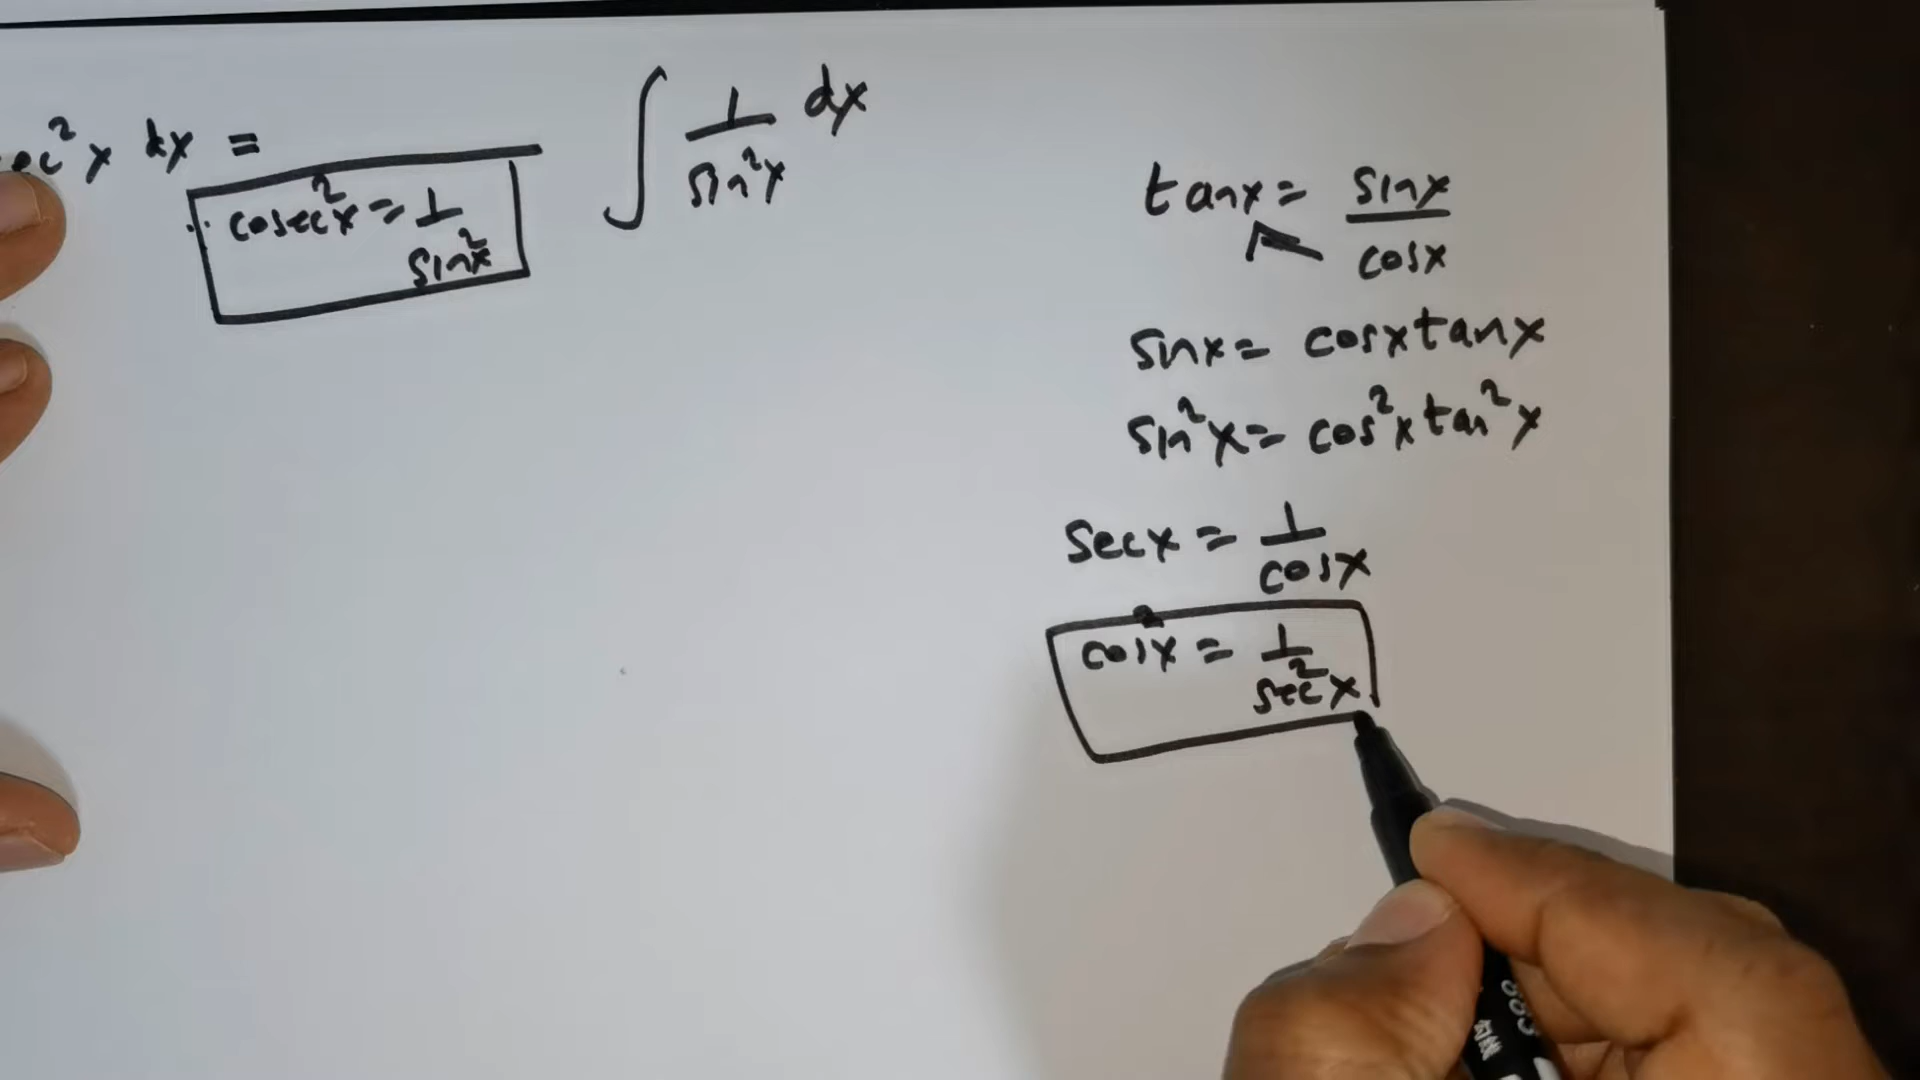 ec²x dx = ∫ 1/sin²x dx
cosec²x = 1/sin²x
tanx = sinx/cosx
sinx = cosxtanx
sin²x = cos²xtan²x
secx = 1/cosx
cos²x = 1/sec²x